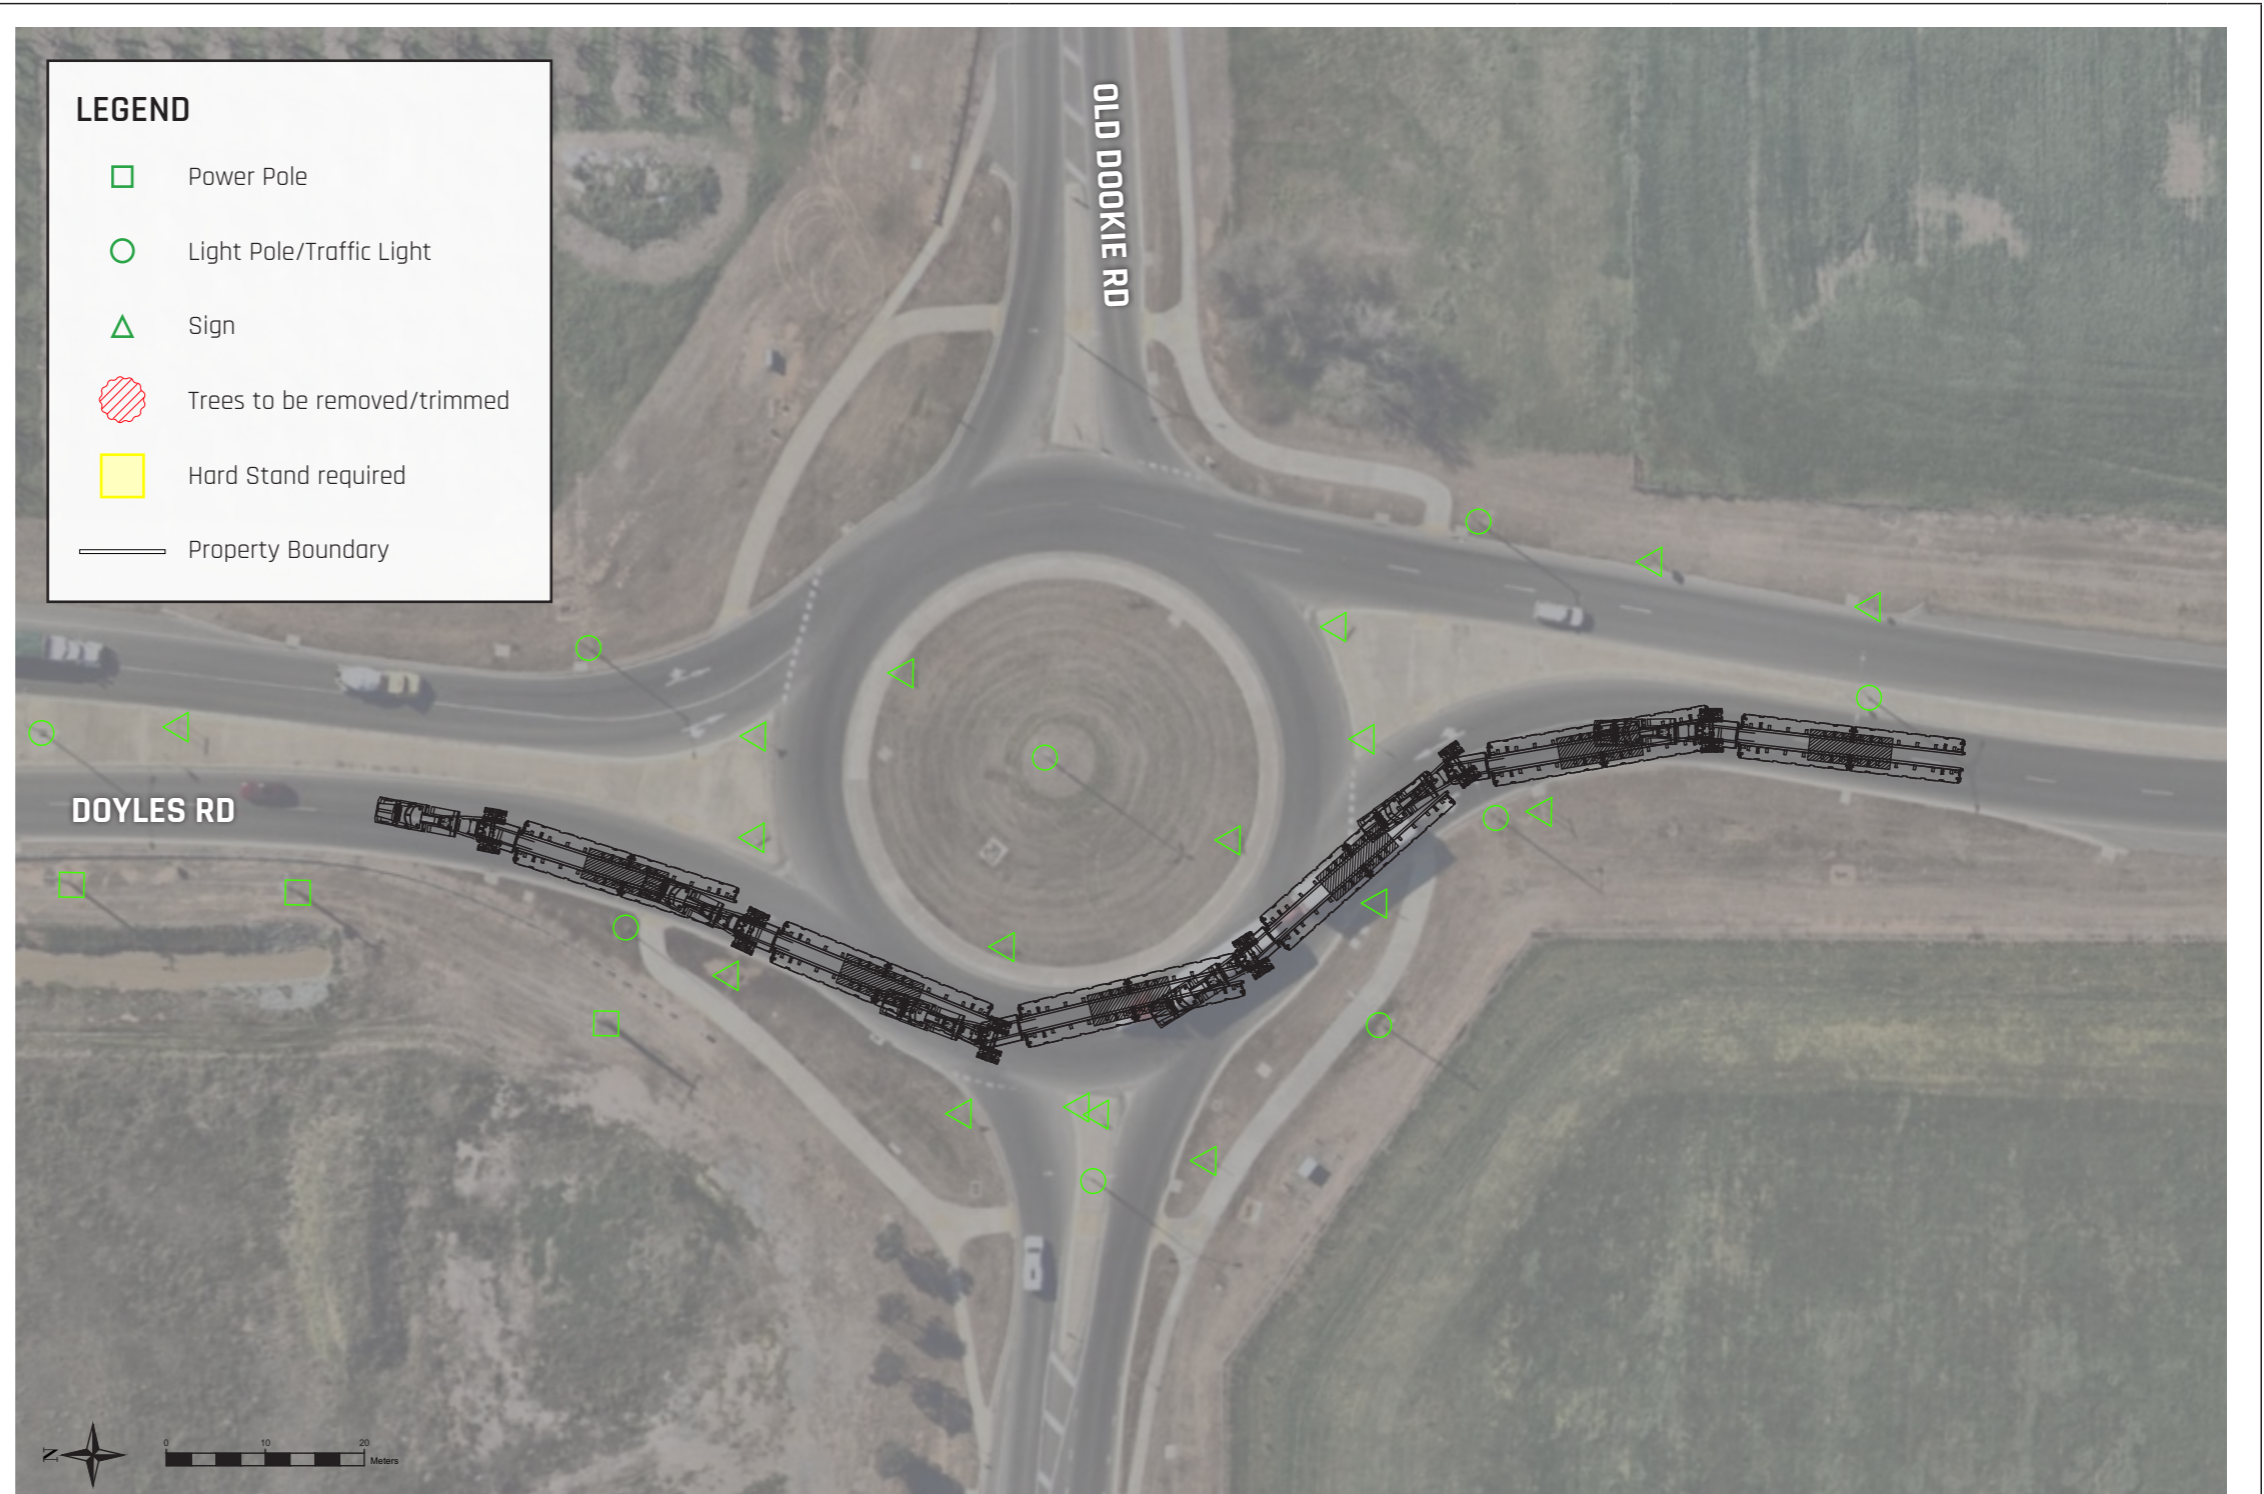 LEGEND
Power Pole
Light Pole/Traffic Light
Sign
Trees to be removed/trimmed
Hard Stand required
Property Boundary
OLD DOOKIE RD
DOYLES RD
N
0 10 20
Meters